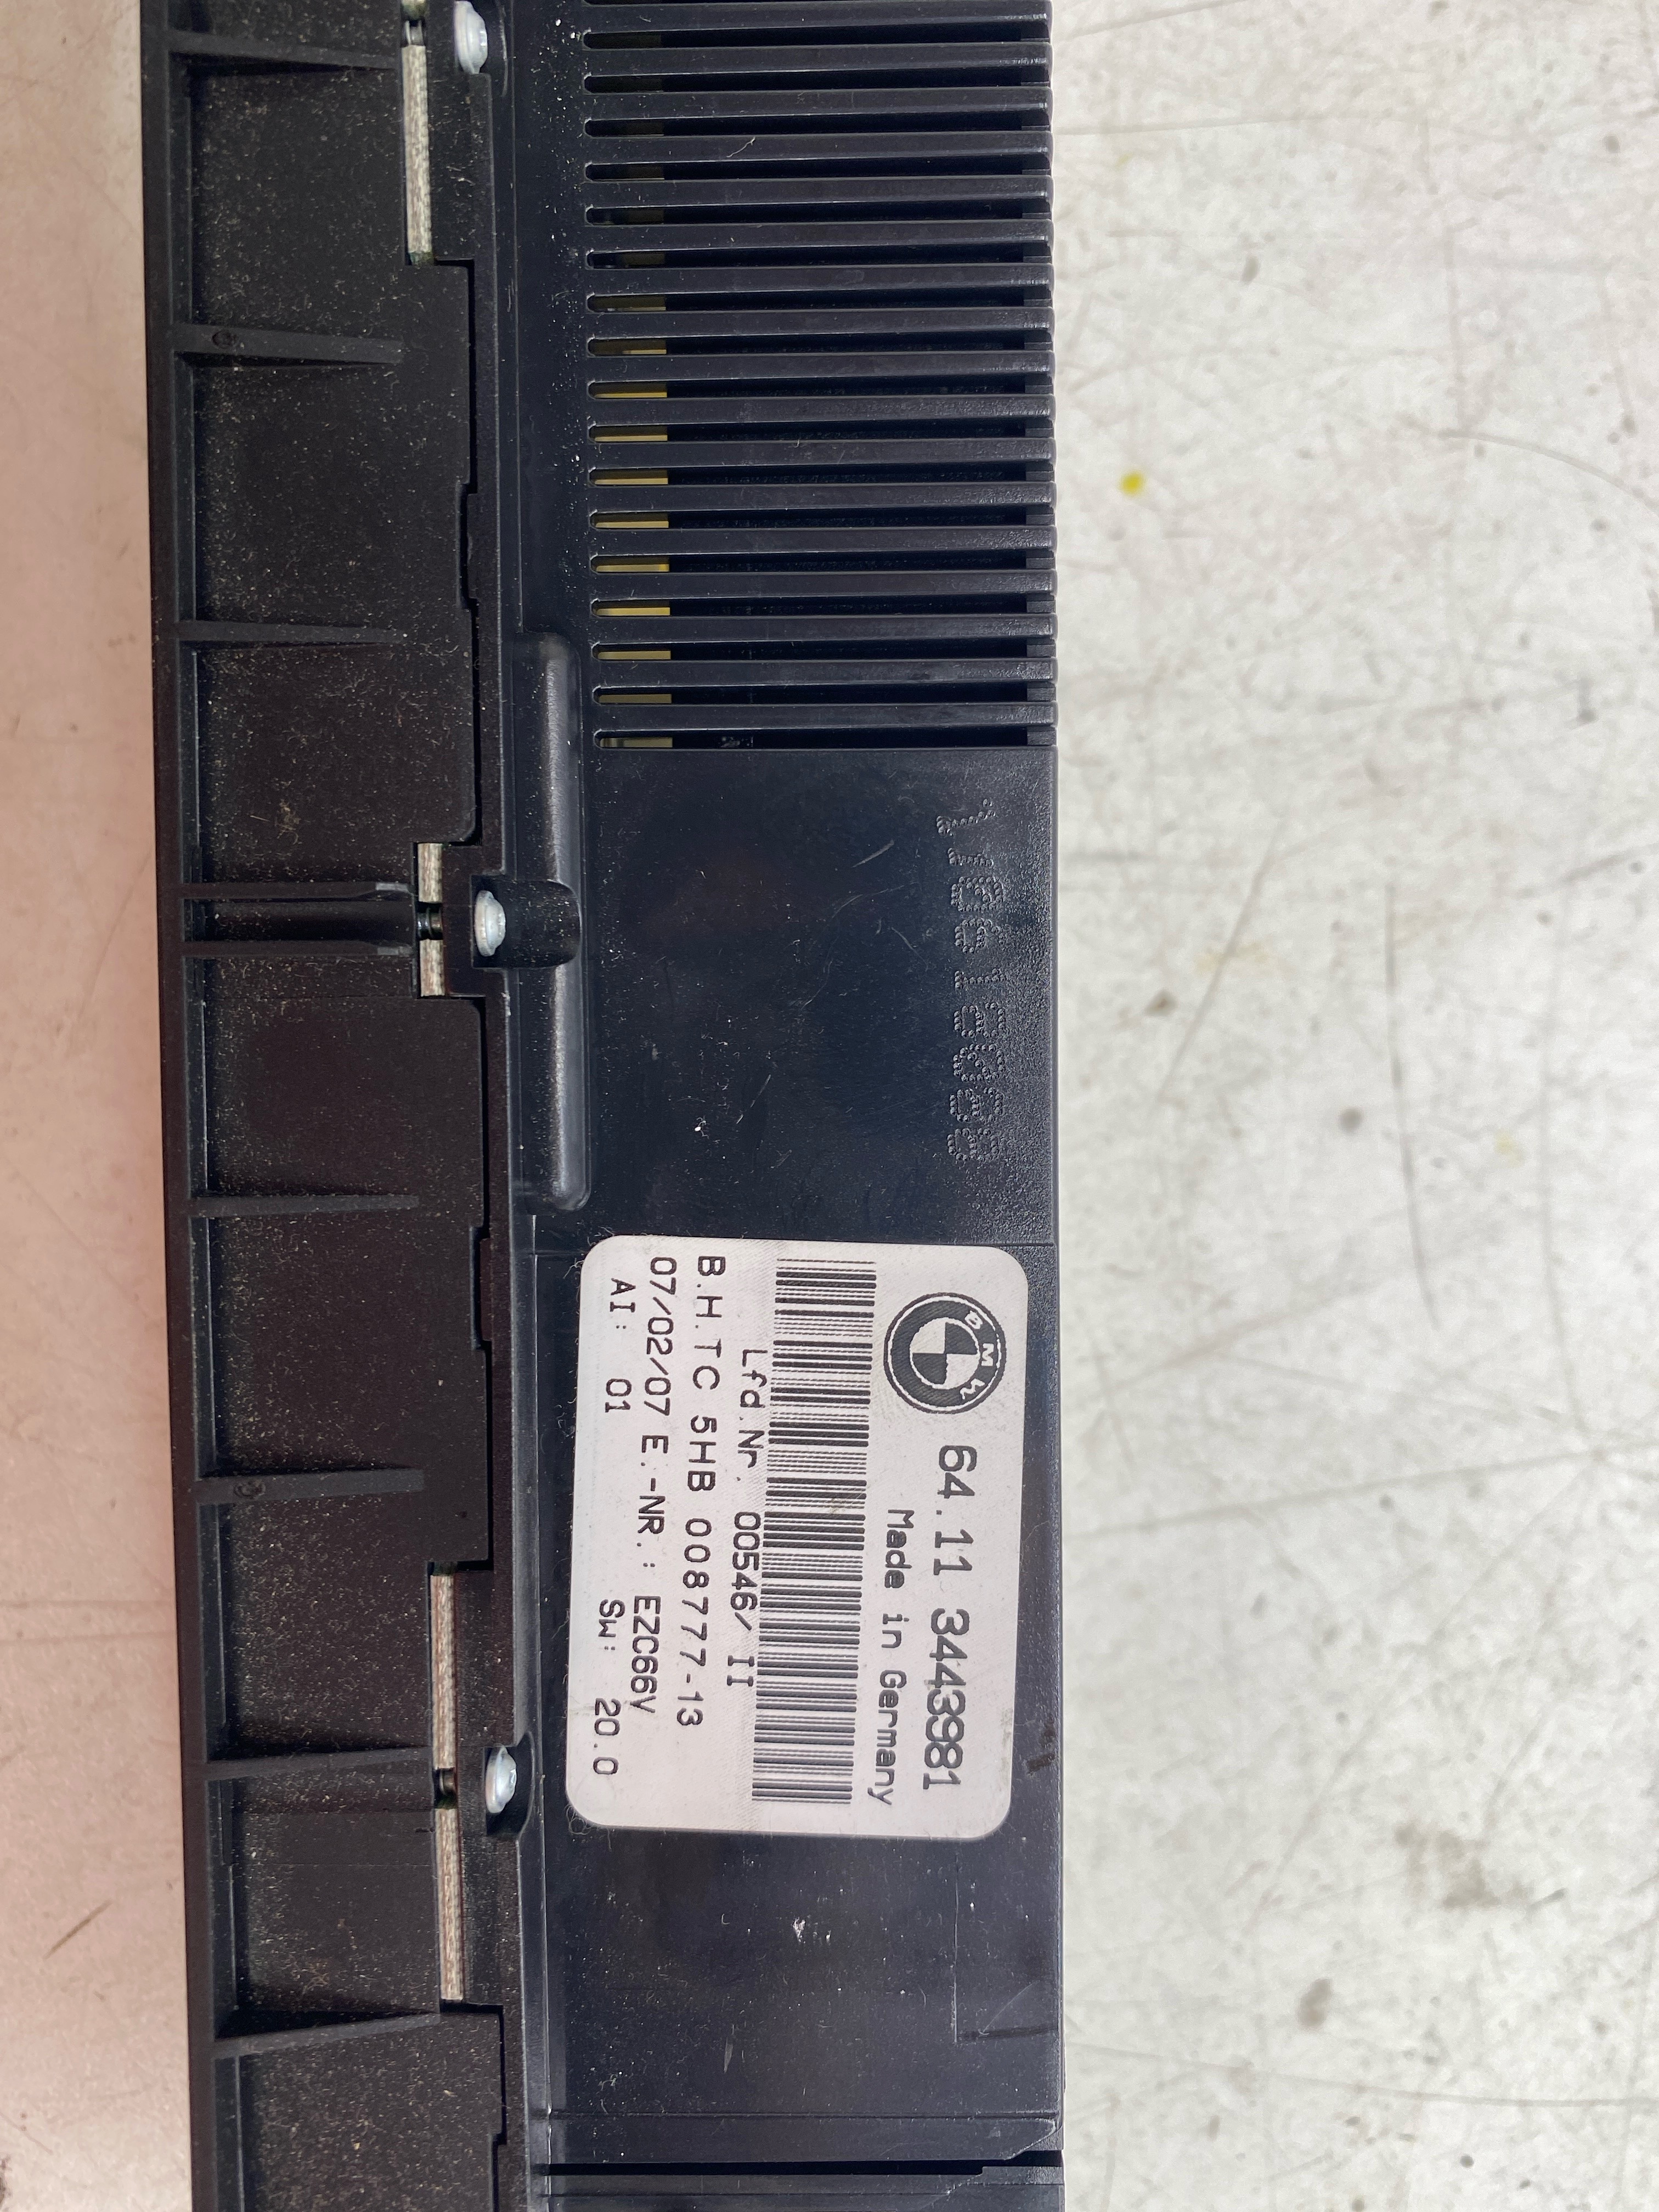 BMW
64.11 3443981
Made in Germany
Lfd.Nr. 00546/ II
B.H.TC 5HB 008777-13
07/02/07 E.-NR.: EZC66V
AI: 01 Sw: 20.0